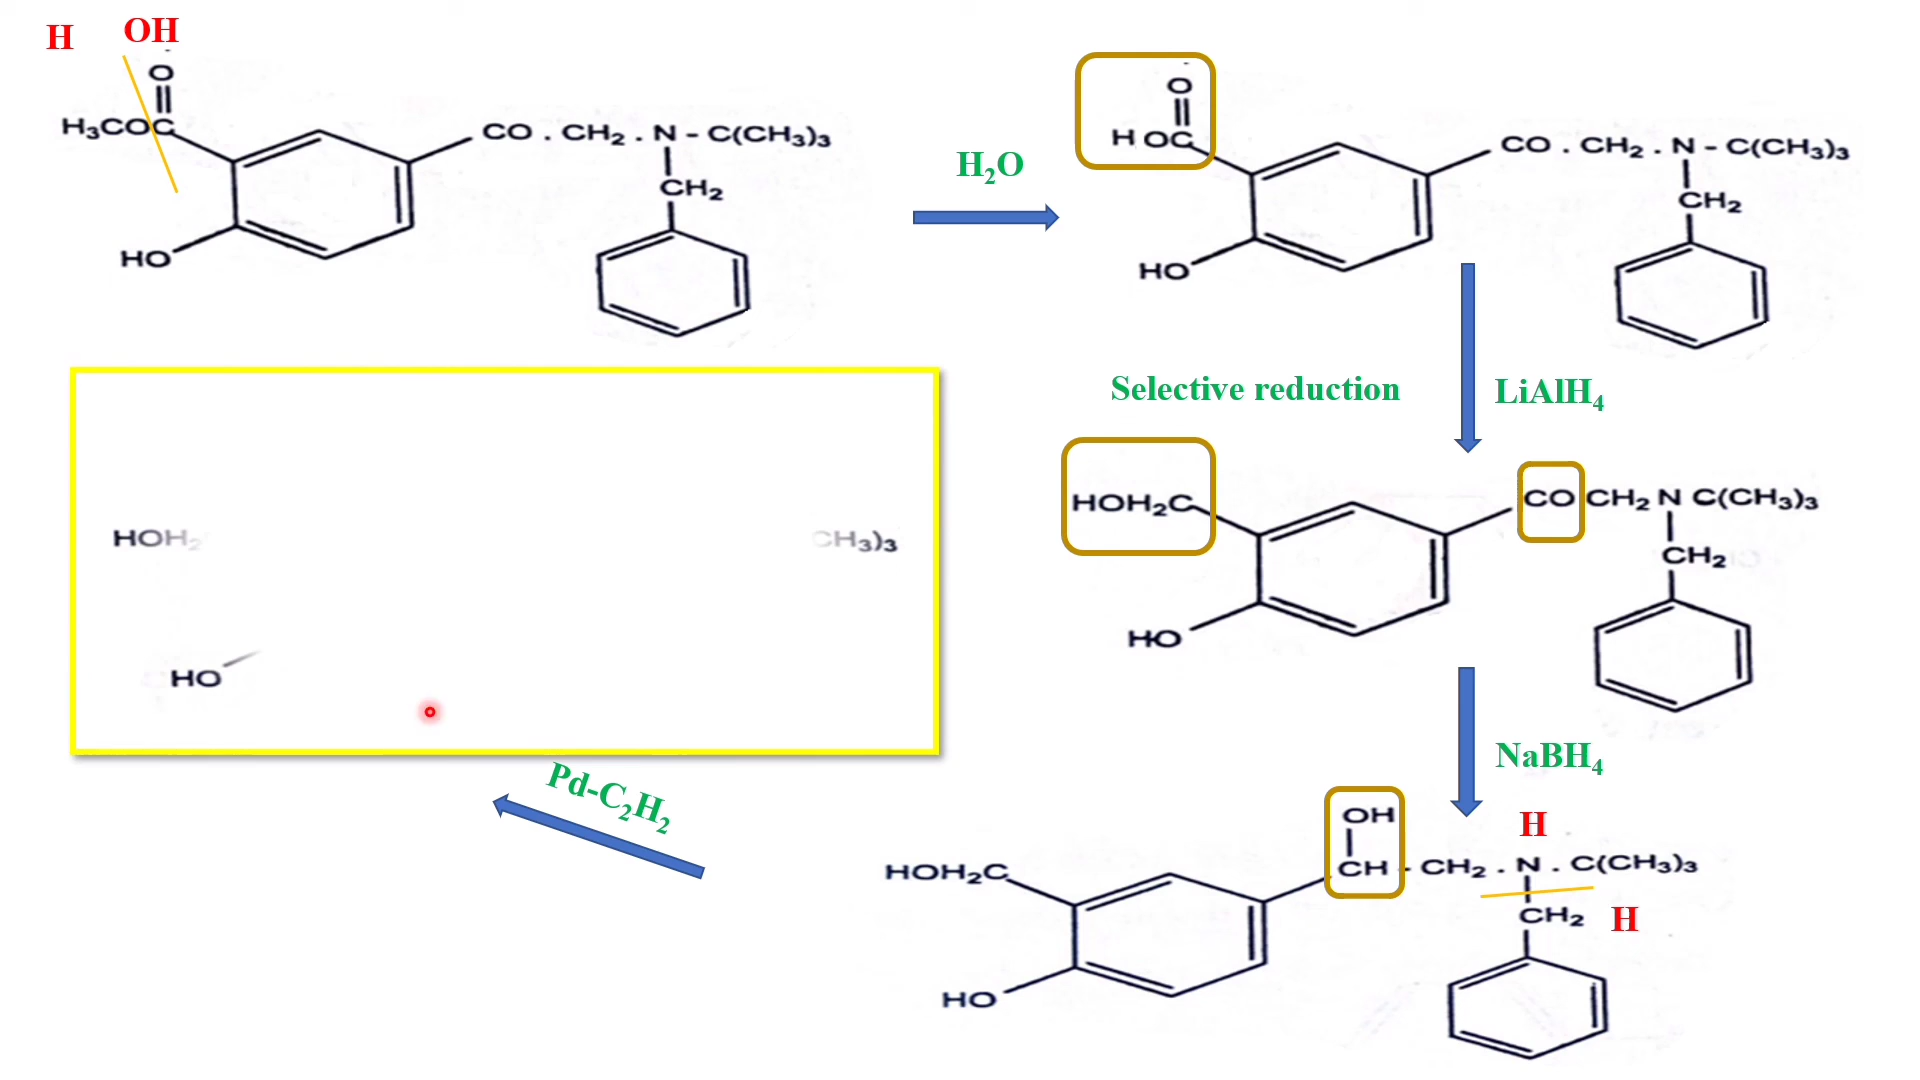 H OH
O
H₃COC
CO . CH₂ . N - C(CH₃)₃
CH₂
HO
H₂O
O
H OC
CO . CH₂ . N - C(CH₃)₃
CH₂
HO
Selective reduction
LiAlH₄
HOH₂C
CO CH₂ N C(CH₃)₃
CH₂
HO
HOH₂
CH₃)₃
HO
NaBH₄
Pd-C₂H₂
OH
H
HOH₂C
CH - CH₂ . N . C(CH₃)₃
CH₂
H
HO